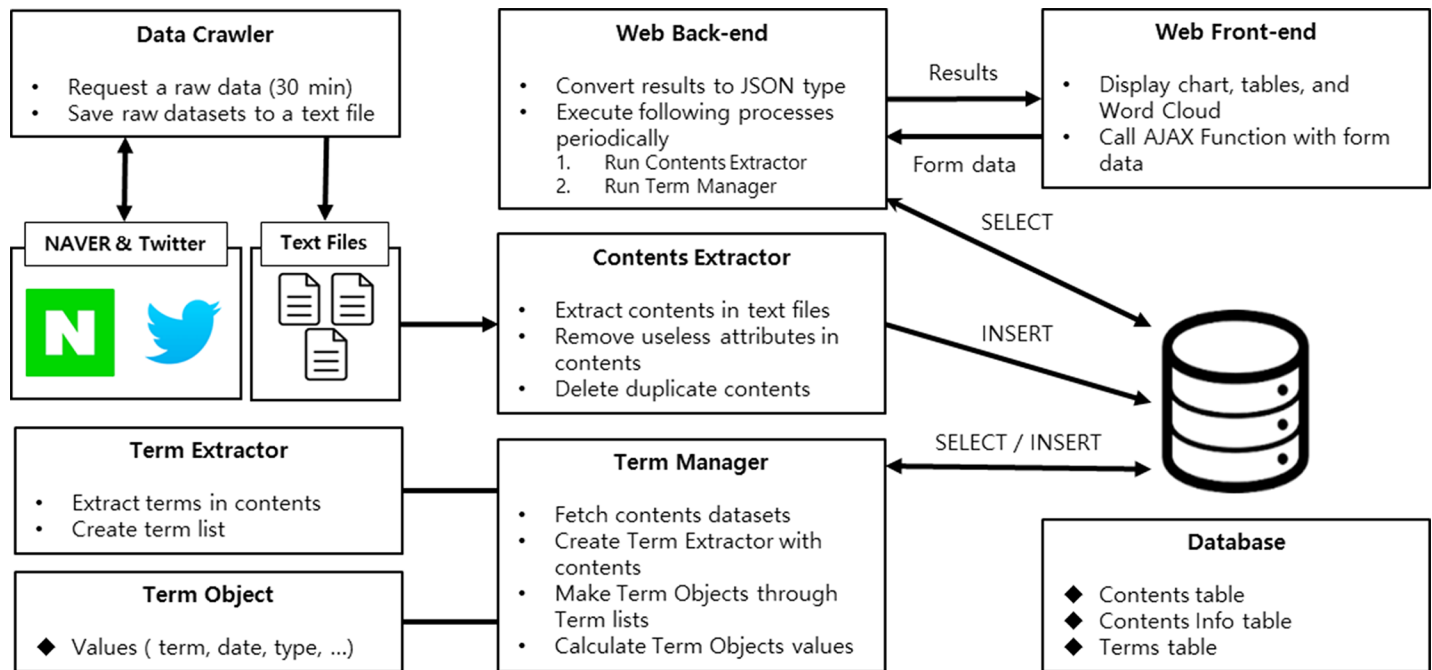 Data Crawler
• Request a raw data (30 min)
• Save raw datasets to a text file
NAVER & Twitter
N
Text Files
Web Back-end
• Convert results to JSON type
• Execute following processes
periodically
1. Run Contents Extractor
2. Run Term Manager
Results
Form data
Web Front-end
• Display chart, tables, and
Word Cloud
• Call AJAX Function with form
data
SELECT
Contents Extractor
• Extract contents in text files
• Remove useless attributes in
contents
• Delete duplicate contents
INSERT
Term Extractor
• Extract terms in contents
• Create term list
Term Object
◆ Values ( term, date, type, ...)
Term Manager
• Fetch contents datasets
• Create Term Extractor with
contents
• Make Term Objects through
Term lists
• Calculate Term Objects values
SELECT / INSERT
Database
◆ Contents table
◆ Contents Info table
◆ Terms table